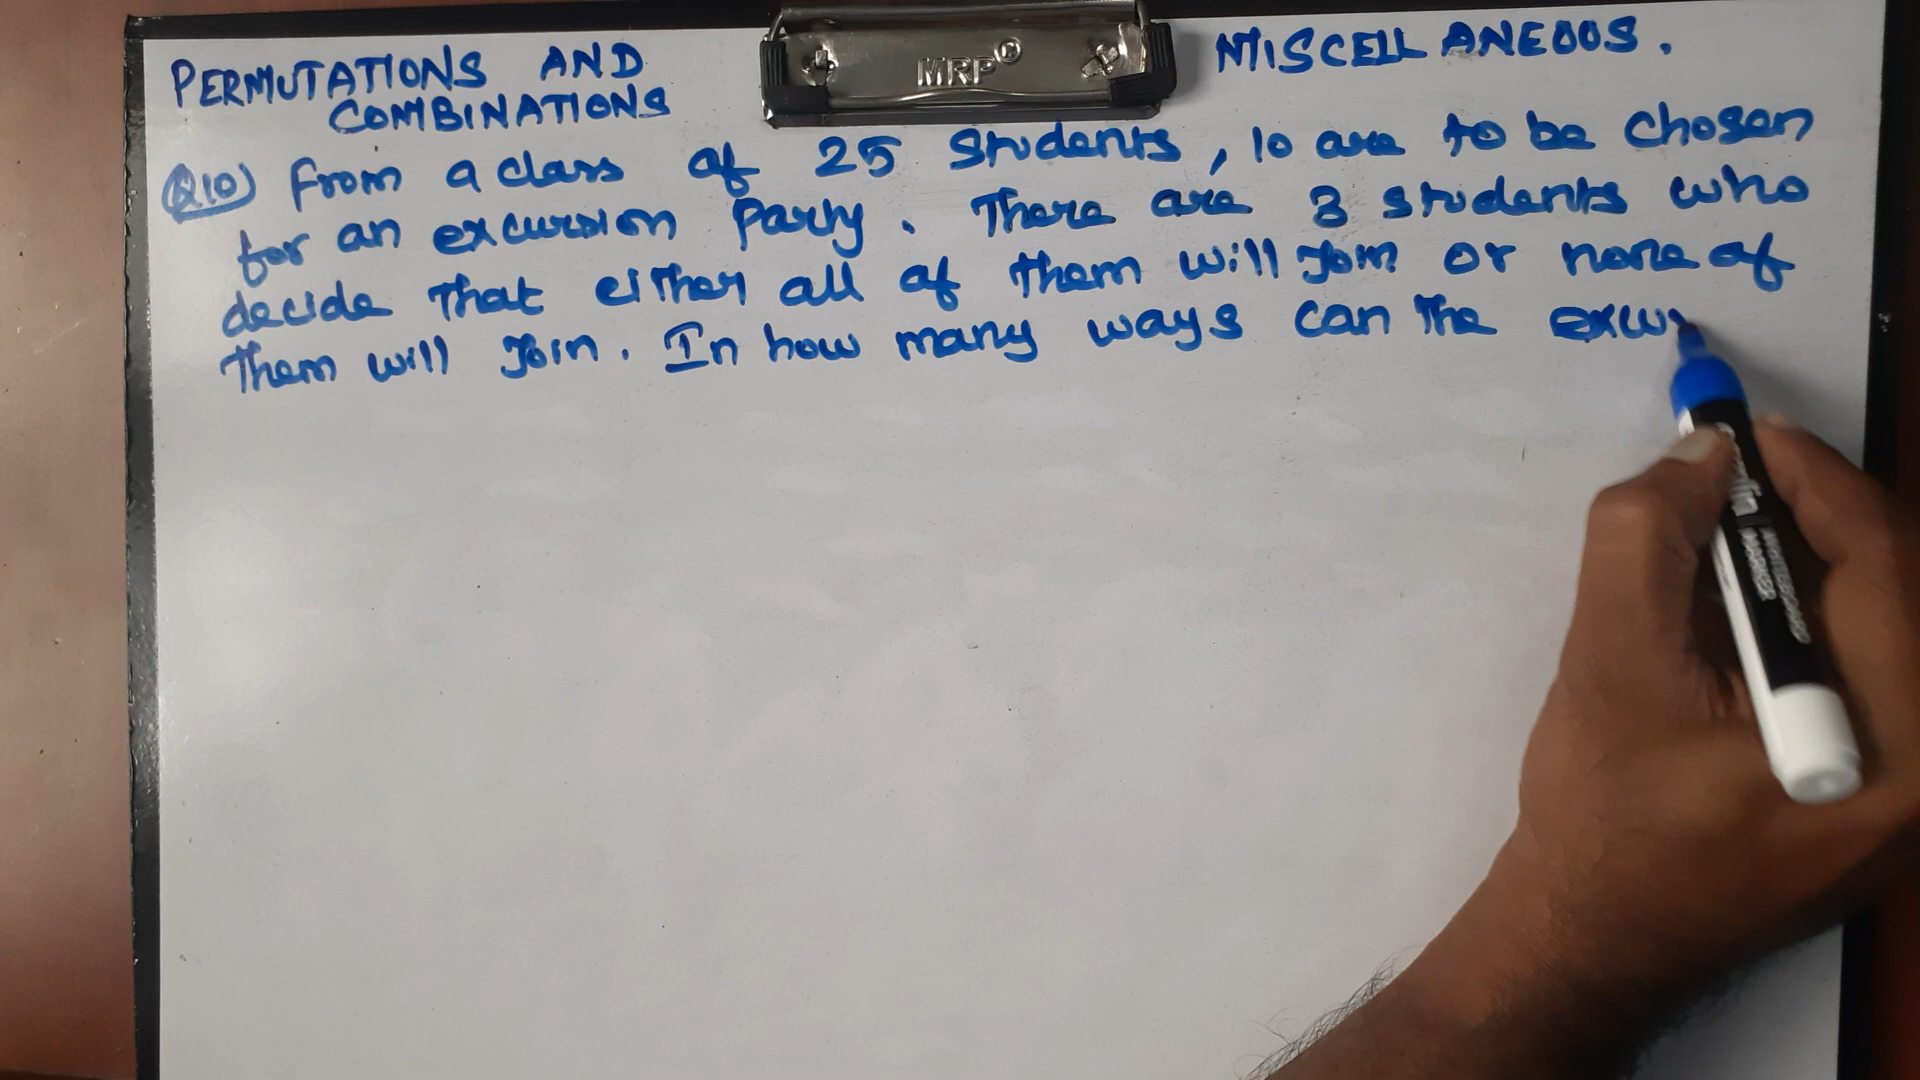 PERMUTATIONS AND
COMBINATIONS
MISCELLANEOUS.
MRP®
Q10) From a class of 25 students, 10 are to be chosen
for an excursion party. There are 3 students who
decide that either all of them will join or none of
them will join. In how many ways can the excur